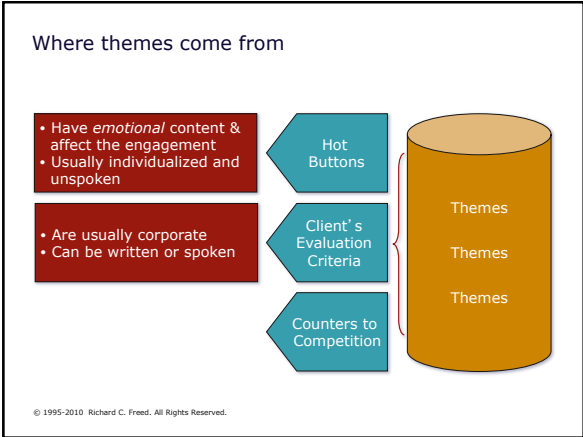 Where themes come from
• Have emotional content &
affect the engagement
• Usually individualized and
unspoken
Hot
Buttons
• Are usually corporate
• Can be written or spoken
Client's
Evaluation
Criteria
Counters to
Competition
Themes
Themes
Themes
© 1995-2010 Richard C. Freed. All Rights Reserved.